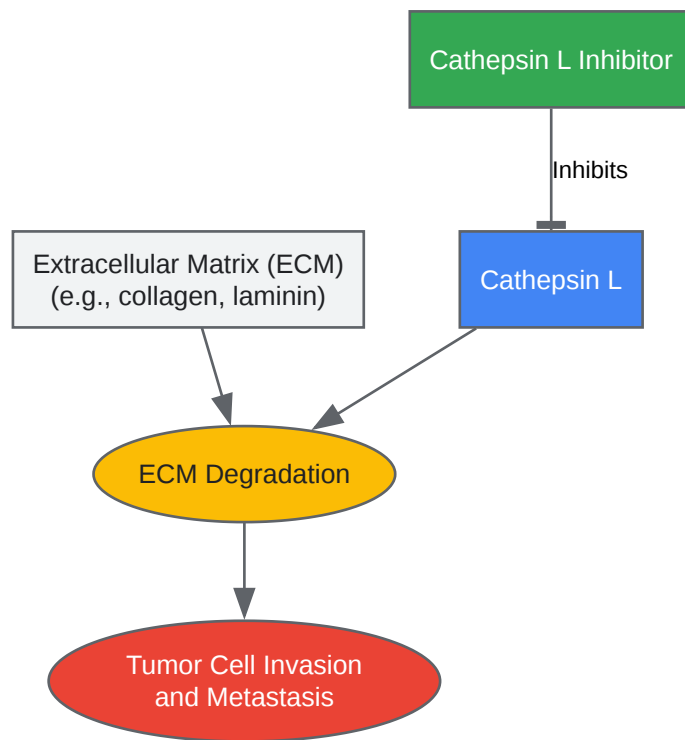 Cathepsin L Inhibitor
Inhibits
Extracellular Matrix (ECM)
(e.g., collagen, laminin)
Cathepsin L
ECM Degradation
Tumor Cell Invasion
and Metastasis